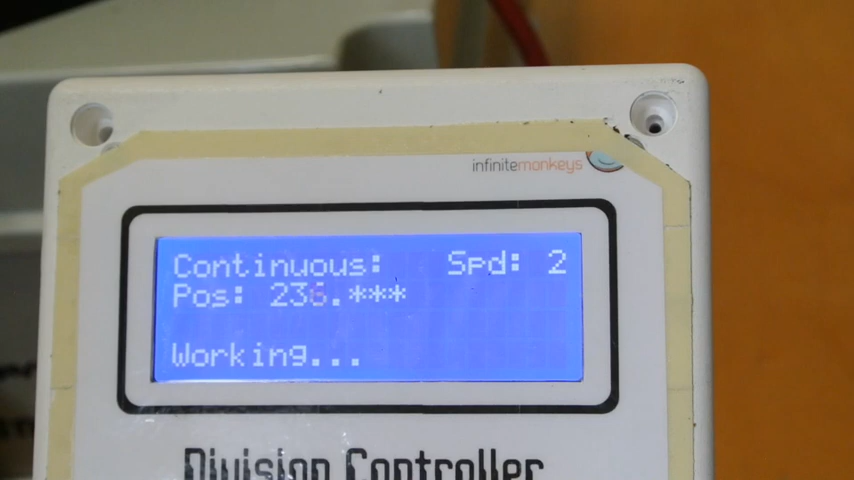 infinitemonkeys
Continuous: Spd: 2
Pos: 236.***
Working...
Division Controller